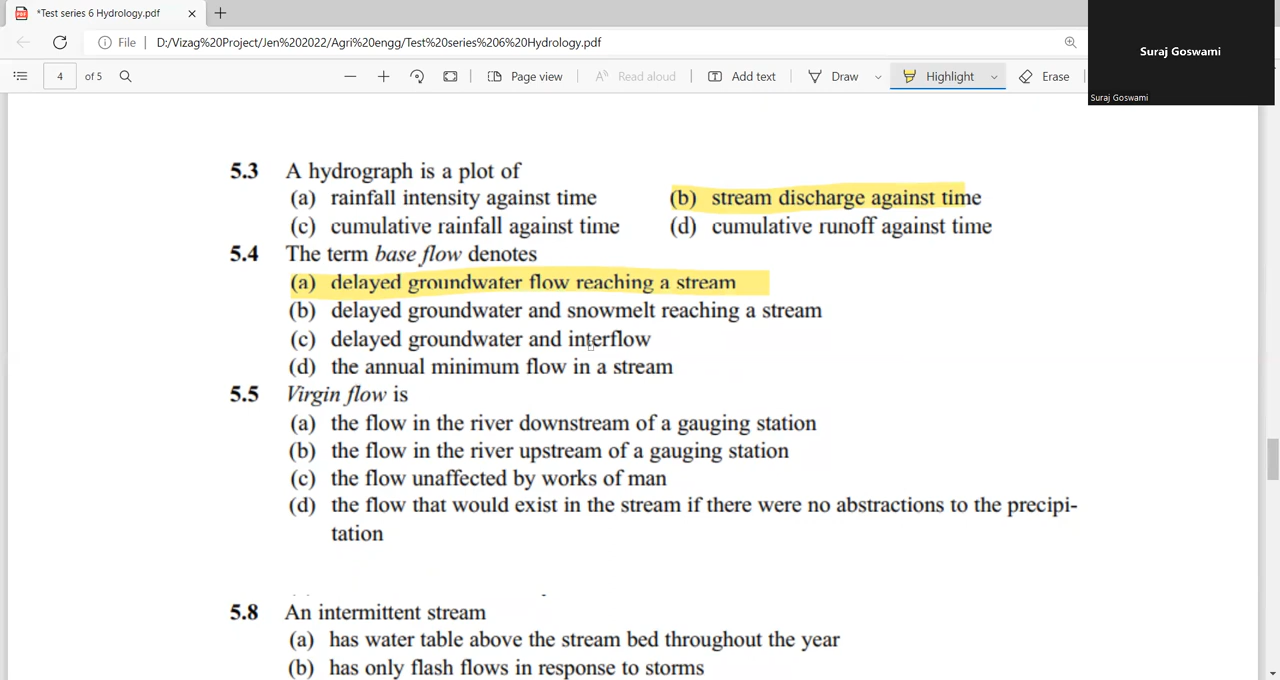 *Test series 6 Hydrology.pdf
File D:/Vizag%20Project/Jen%202022/Agri%20engg/Test%20series%206%20Hydrology.pdf
Suraj Goswami
4 of 5 Page view Read aloud Add text Draw Highlight Erase
Suraj Goswami
5.3 A hydrograph is a plot of
(a) rainfall intensity against time (b) stream discharge against time
(c) cumulative rainfall against time (d) cumulative runoff against time
5.4 The term base flow denotes
(a) delayed groundwater flow reaching a stream
(b) delayed groundwater and snowmelt reaching a stream
(c) delayed groundwater and interflow
(d) the annual minimum flow in a stream
5.5 Virgin flow is
(a) the flow in the river downstream of a gauging station
(b) the flow in the river upstream of a gauging station
(c) the flow unaffected by works of man
(d) the flow that would exist in the stream if there were no abstractions to the precipi-
tation
5.8 An intermittent stream
(a) has water table above the stream bed throughout the year
(b) has only flash flows in response to storms